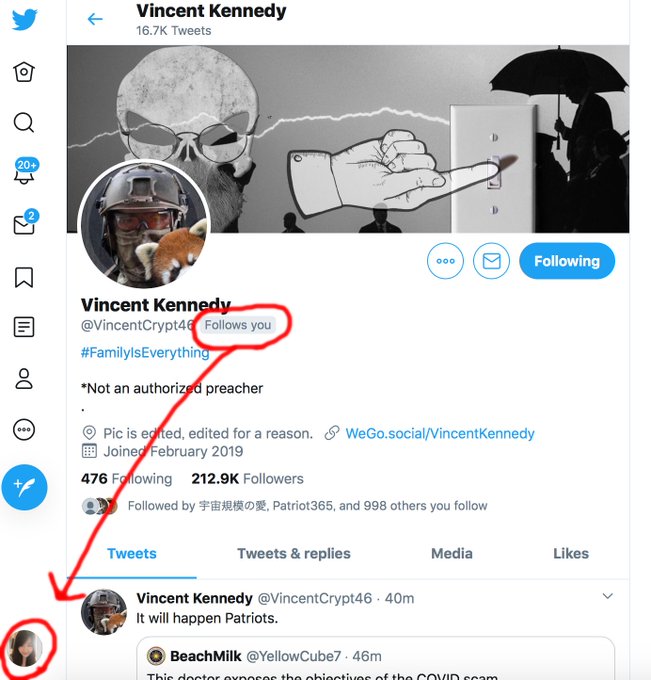 Vincent Kennedy
16.7K Tweets
20+
2
Following
Vincent Kennedy
@VincentCrypt46 Follows you
#FamilyIsEverything
*Not an authorized preacher
.
Pic is edited, edited for a reason. WeGo.social/VincentKennedy
Joined February 2019
476 Following 212.9K Followers
Followed by 宇宙規模の愛, Patriot365, and 998 others you follow
Tweets Tweets & replies Media Likes
Vincent Kennedy @VincentCrypt46 · 40m
It will happen Patriots.
BeachMilk @YellowCube7 · 46m
This doctor exposes the objectives of the COVID scam